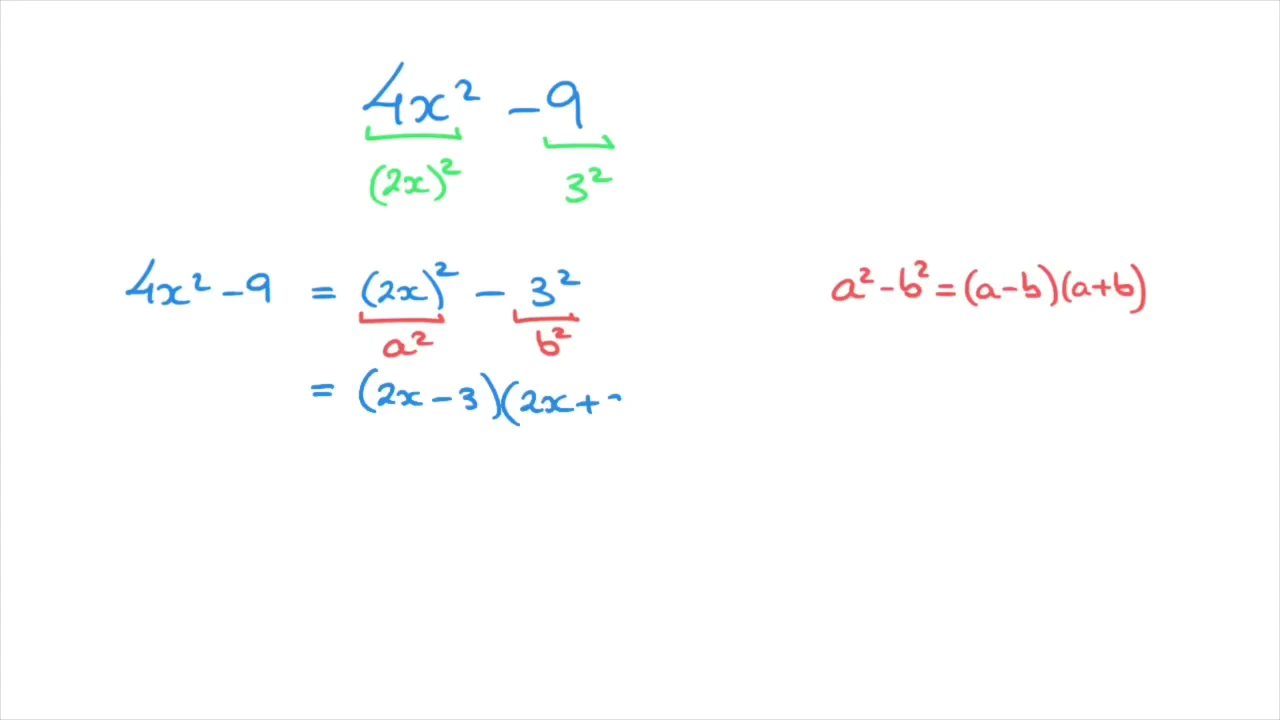 4x² - 9
(2x)² 3²
4x² - 9 = (2x)² - 3² a² - b² = (a - b)(a + b)
a² b²
= (2x - 3)(2x +